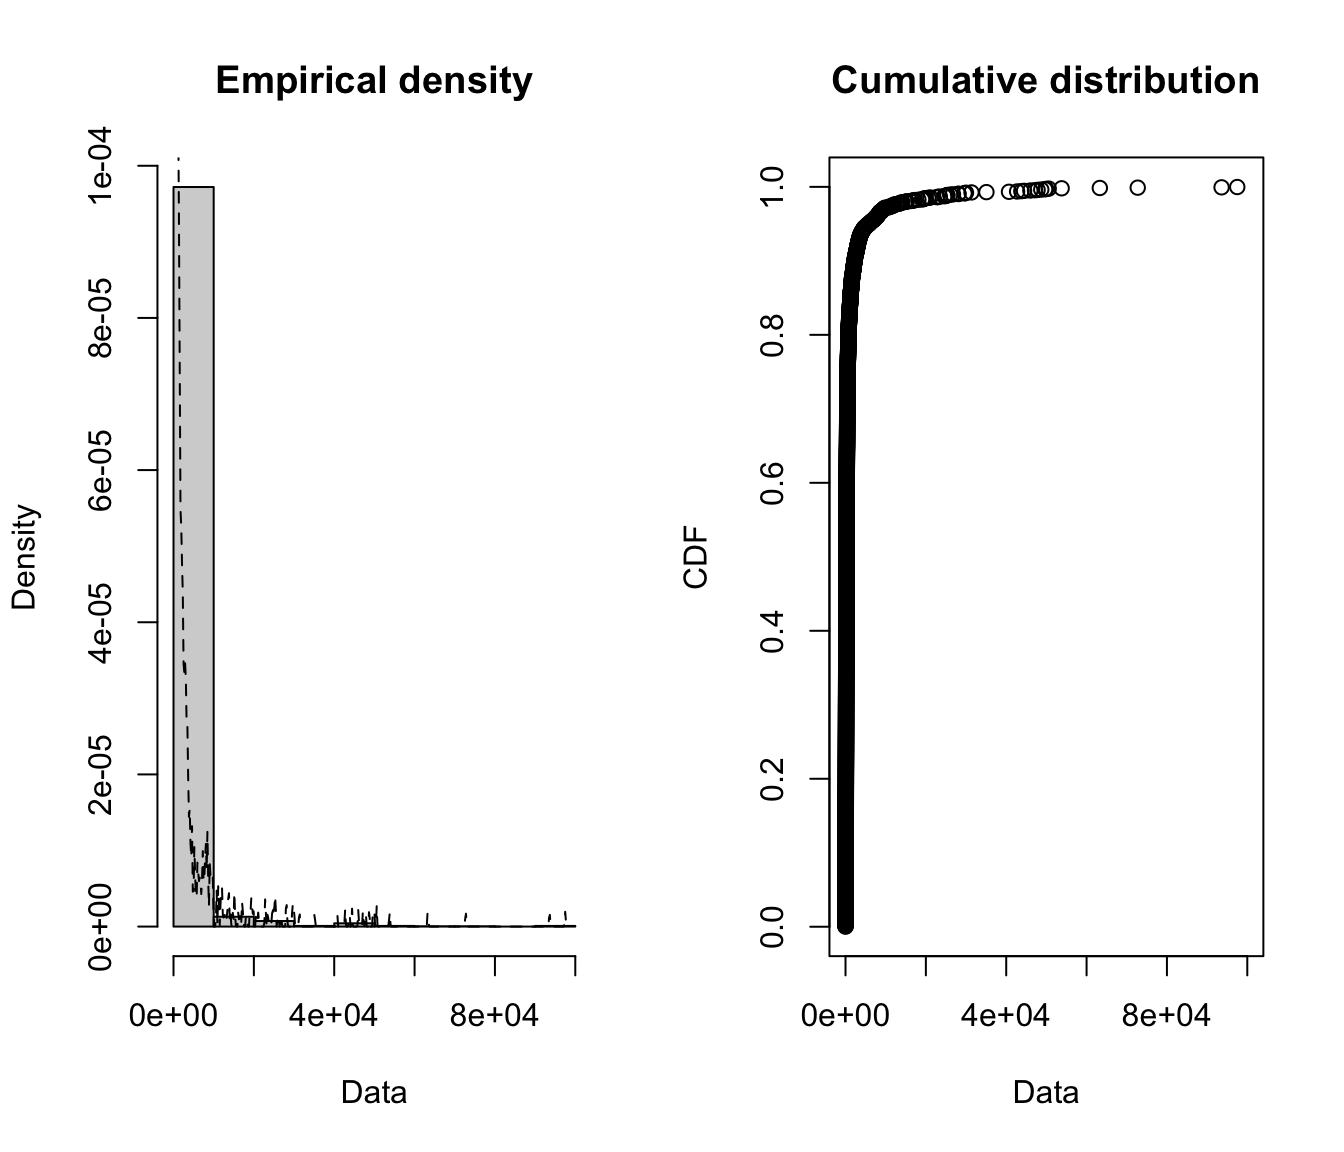 Empirical density
Density
0e+00 2e-05 4e-05 6e-05 8e-05 1e-04
0e+00 4e+04 8e+04
Data
Cumulative distribution
CDF
0.0 0.2 0.4 0.6 0.8 1.0
0e+00 4e+04 8e+04
Data